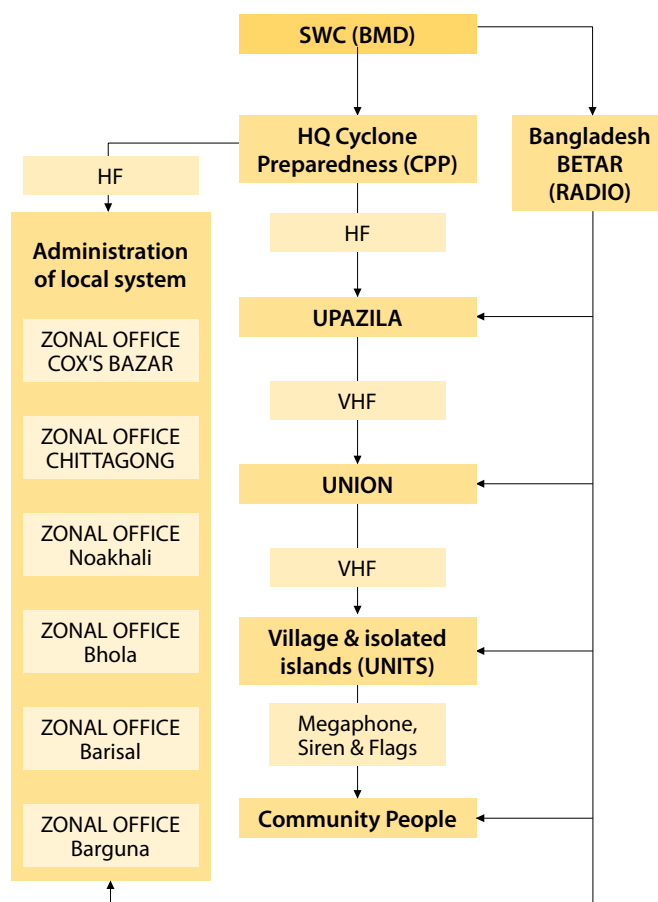 SWC (BMD)
HQ Cyclone
Preparedness (CPP)
Bangladesh
BETAR
(RADIO)
HF
Administration
of local system
ZONAL OFFICE
COX'S BAZAR
ZONAL OFFICE
CHITTAGONG
ZONAL OFFICE
Noakhali
ZONAL OFFICE
Bhola
ZONAL OFFICE
Barisal
ZONAL OFFICE
Barguna
HF
UPAZILA
VHF
UNION
VHF
Village & isolated
islands (UNITS)
Megaphone,
Siren & Flags
Community People